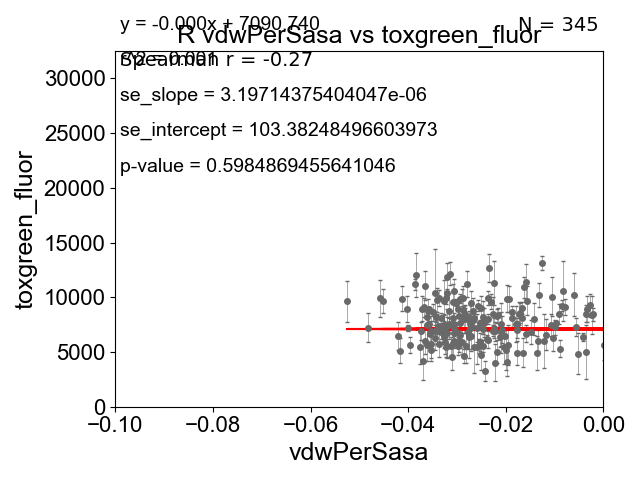 y = -0.000x + 7090.740
N = 345
R vdwPerSasa vs toxgreen_fluor
Spearman r = -0.27
se_slope = 3.19714375404047e-06
se_intercept = 103.38248496603973
p-value = 0.5984869455641046
30000
25000
20000
15000
10000
5000
0
toxgreen_fluor
−0.10
−0.08
−0.06
−0.04
−0.02
0.00
vdwPerSasa